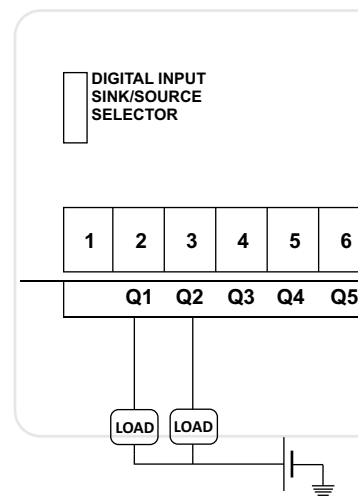 DIGITAL INPUT
SINK/SOURCE
SELECTOR
1 2 3 4 5 6
Q1 Q2 Q3 Q4 Q5
LOAD LOAD